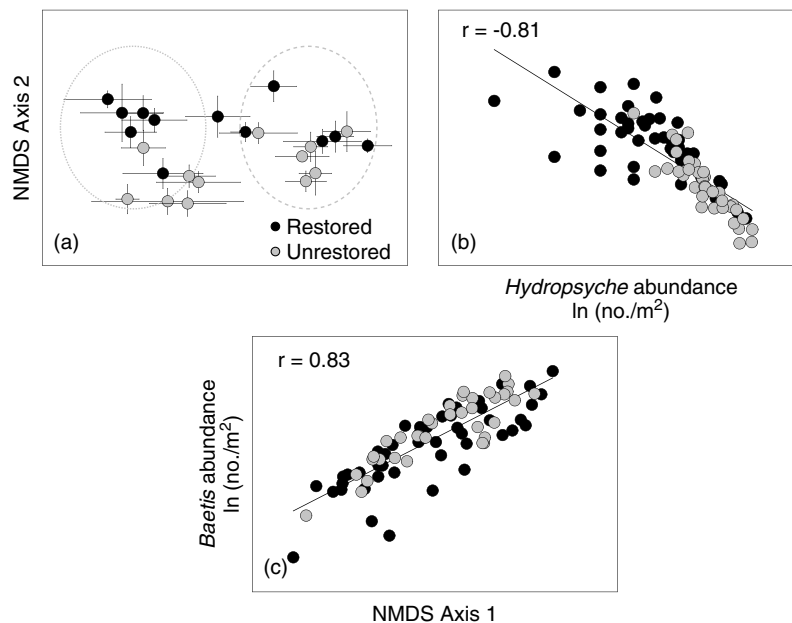 NMDS Axis 2
(a)
Restored
Unrestored
r = -0.81
(b)
Hydropsyche abundance
ln (no./m²)
r = 0.83
Baetis abundance
ln (no./m²)
(c)
NMDS Axis 1